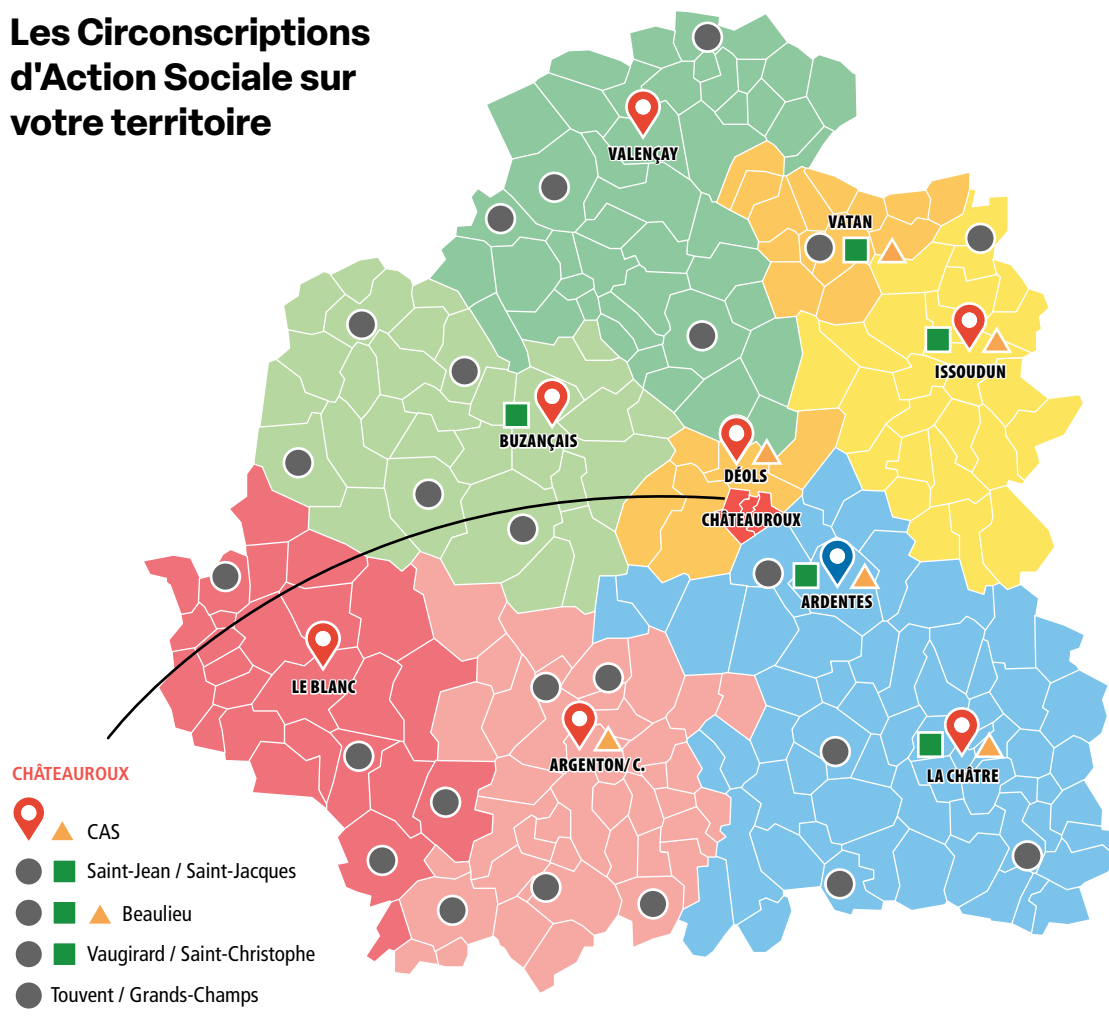 Les Circonscriptions
d'Action Sociale sur
votre territoire
VALENÇAY
VATAN
ISSOUDUN
BUZANÇAIS
DÉOLS
CHÂTEAUROUX
ARDENTES
LE BLANC
ARGENTON/ C.
LA CHÂTRE
CHÂTEAUROUX
CAS
Saint-Jean / Saint-Jacques
Beaulieu
Vaugirard / Saint-Christophe
Touvent / Grands-Champs